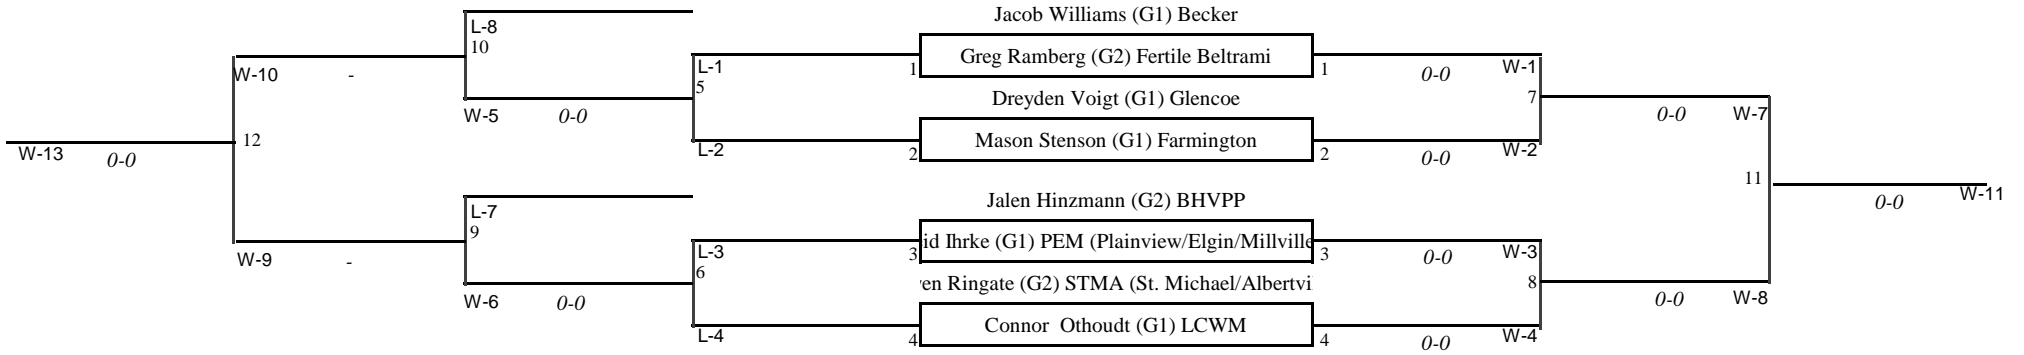 Jacob Williams (G1) Becker
L-8
10
Greg Ramberg (G2) Fertile Beltrami
W-10 -
L-1
1
1
0-0
W-1
5
Dreyden Voigt (G1) Glencoe
7
W-5 0-0
0-0
W-7
12
Mason Stenson (G1) Farmington
W-13 0-0
L-2
2
2
0-0
W-2
11
Jalen Hinzmann (G2) BHVPP
0-0
W-11
L-7
9
id Ihrke (G1) PEM (Plainview/Elgin/Millville
W-9 -
L-3
3
3
0-0
W-3
6
en Ringate (G2) STMA (St. Michael/Albertvi
8
W-6 0-0
0-0
W-8
Connor Othoudt (G1) LCWM
L-4
4
4
0-0
W-4